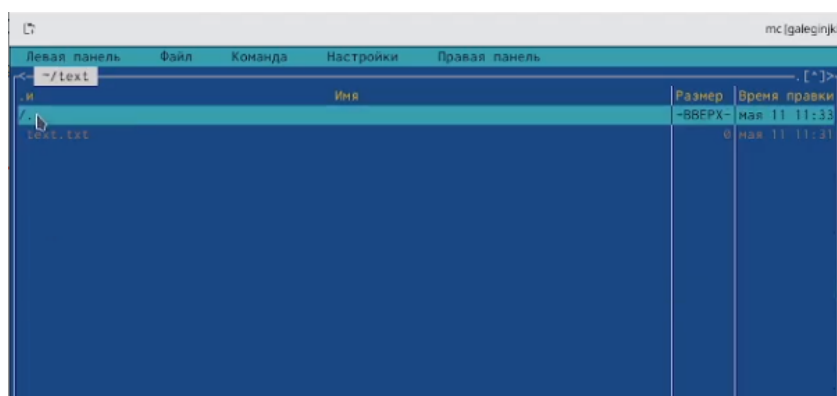 mc [galeginjk
Левая панель Файл Команда Настройки Правая панель
<- ~/text .[^]>
.и Имя Размер Время правки
/.. -ВВЕРХ- мая 11 11:33
text.txt 0 мая 11 11:31